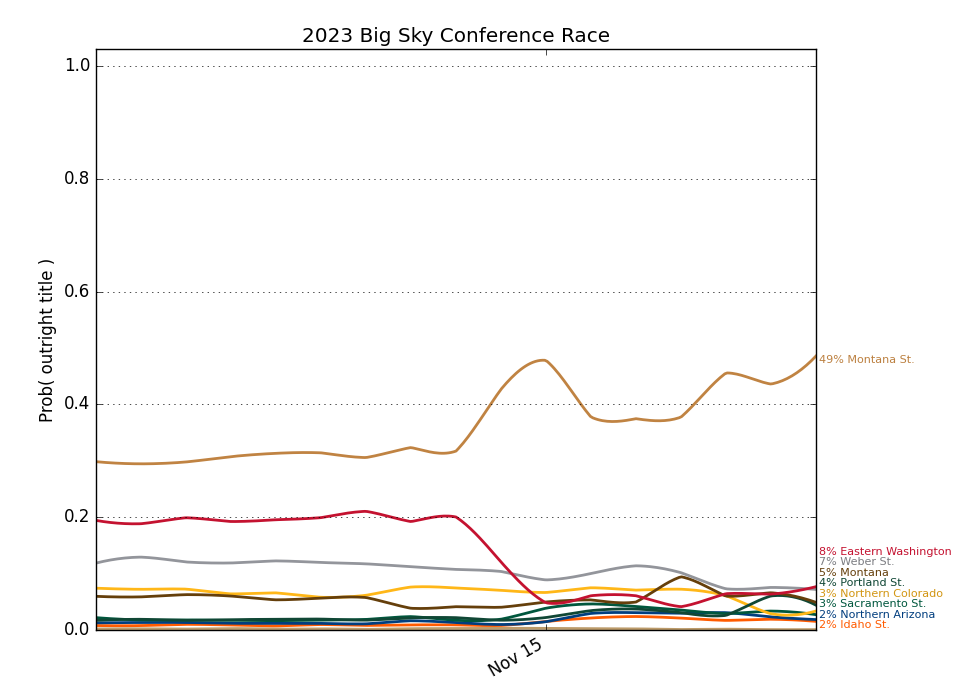 2023 Big Sky Conference Race
1.0
0.8
0.6
0.4
0.2
0.0
Prob( outright title )
Nov 15
49% Montana St.
8% Eastern Washington
7% Weber St.
5% Montana
4% Portland St.
3% Northern Colorado
3% Sacramento St.
2% Northern Arizona
2% Idaho St.